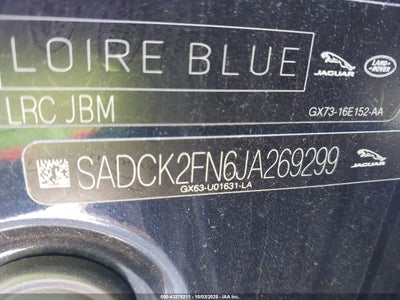 LOIRE BLUE
JAGUAR
LAND-
ROVER
LRC JBM
GX73-16E152-AA
SADCK2FN6JA269299
JAGUAR
GX63-U01631-LA